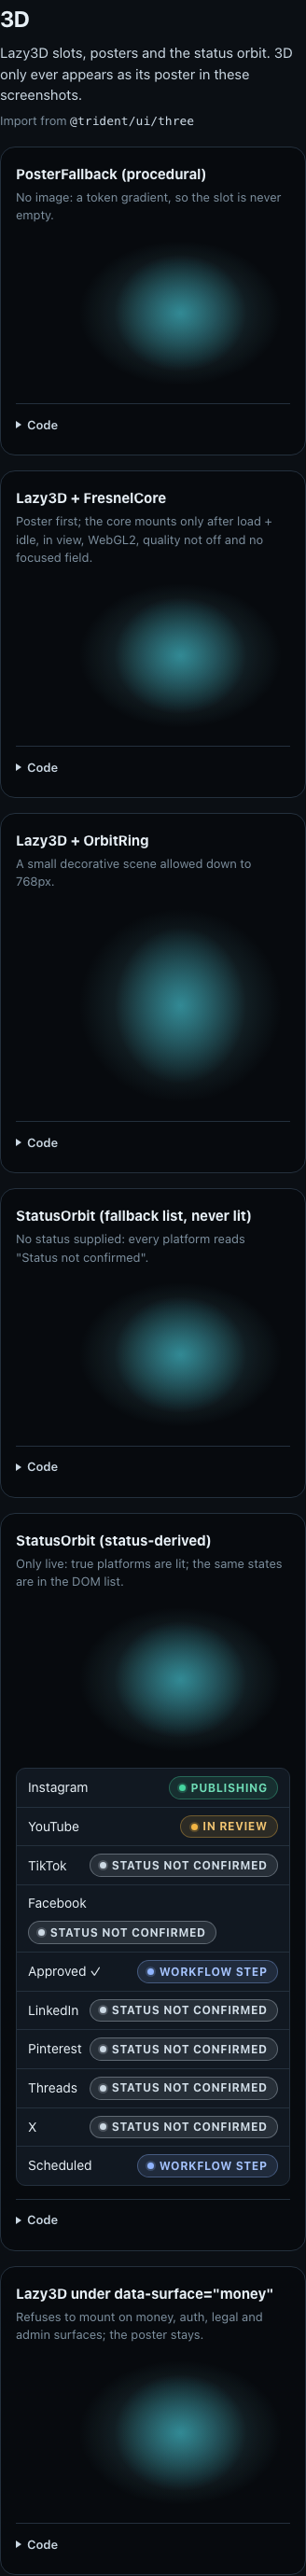 3D
Lazy3D slots, posters and the status orbit. 3D
only ever appears as its poster in these
screenshots.
Import from @trident/ui/three
PosterFallback (procedural)
No image: a token gradient, so the slot is never
empty.
Code
Lazy3D + FresnelCore
Poster first; the core mounts only after load +
idle, in view, WebGL2, quality not off and no
focused field.
Code
Lazy3D + OrbitRing
A small decorative scene allowed down to
768px.
Code
StatusOrbit (fallback list, never lit)
No status supplied: every platform reads
"Status not confirmed".
Code
StatusOrbit (status-derived)
Only live: true platforms are lit; the same states
are in the DOM list.
Instagram PUBLISHING
YouTube IN REVIEW
TikTok STATUS NOT CONFIRMED
Facebook
STATUS NOT CONFIRMED
Approved ✓ WORKFLOW STEP
LinkedIn STATUS NOT CONFIRMED
Pinterest STATUS NOT CONFIRMED
Threads STATUS NOT CONFIRMED
X STATUS NOT CONFIRMED
Scheduled WORKFLOW STEP
Code
Lazy3D under data-surface="money"
Refuses to mount on money, auth, legal and
admin surfaces; the poster stays.
Code